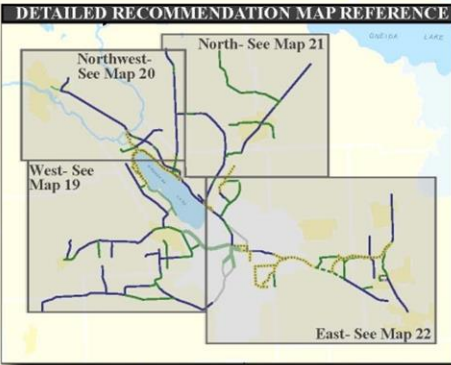 DETAILED RECOMMENDATION MAP REFERENCE
ONEIDA LAKE
North- See Map 21
Northwest-
See Map 20
West- See
Map 19
East- See Map 22